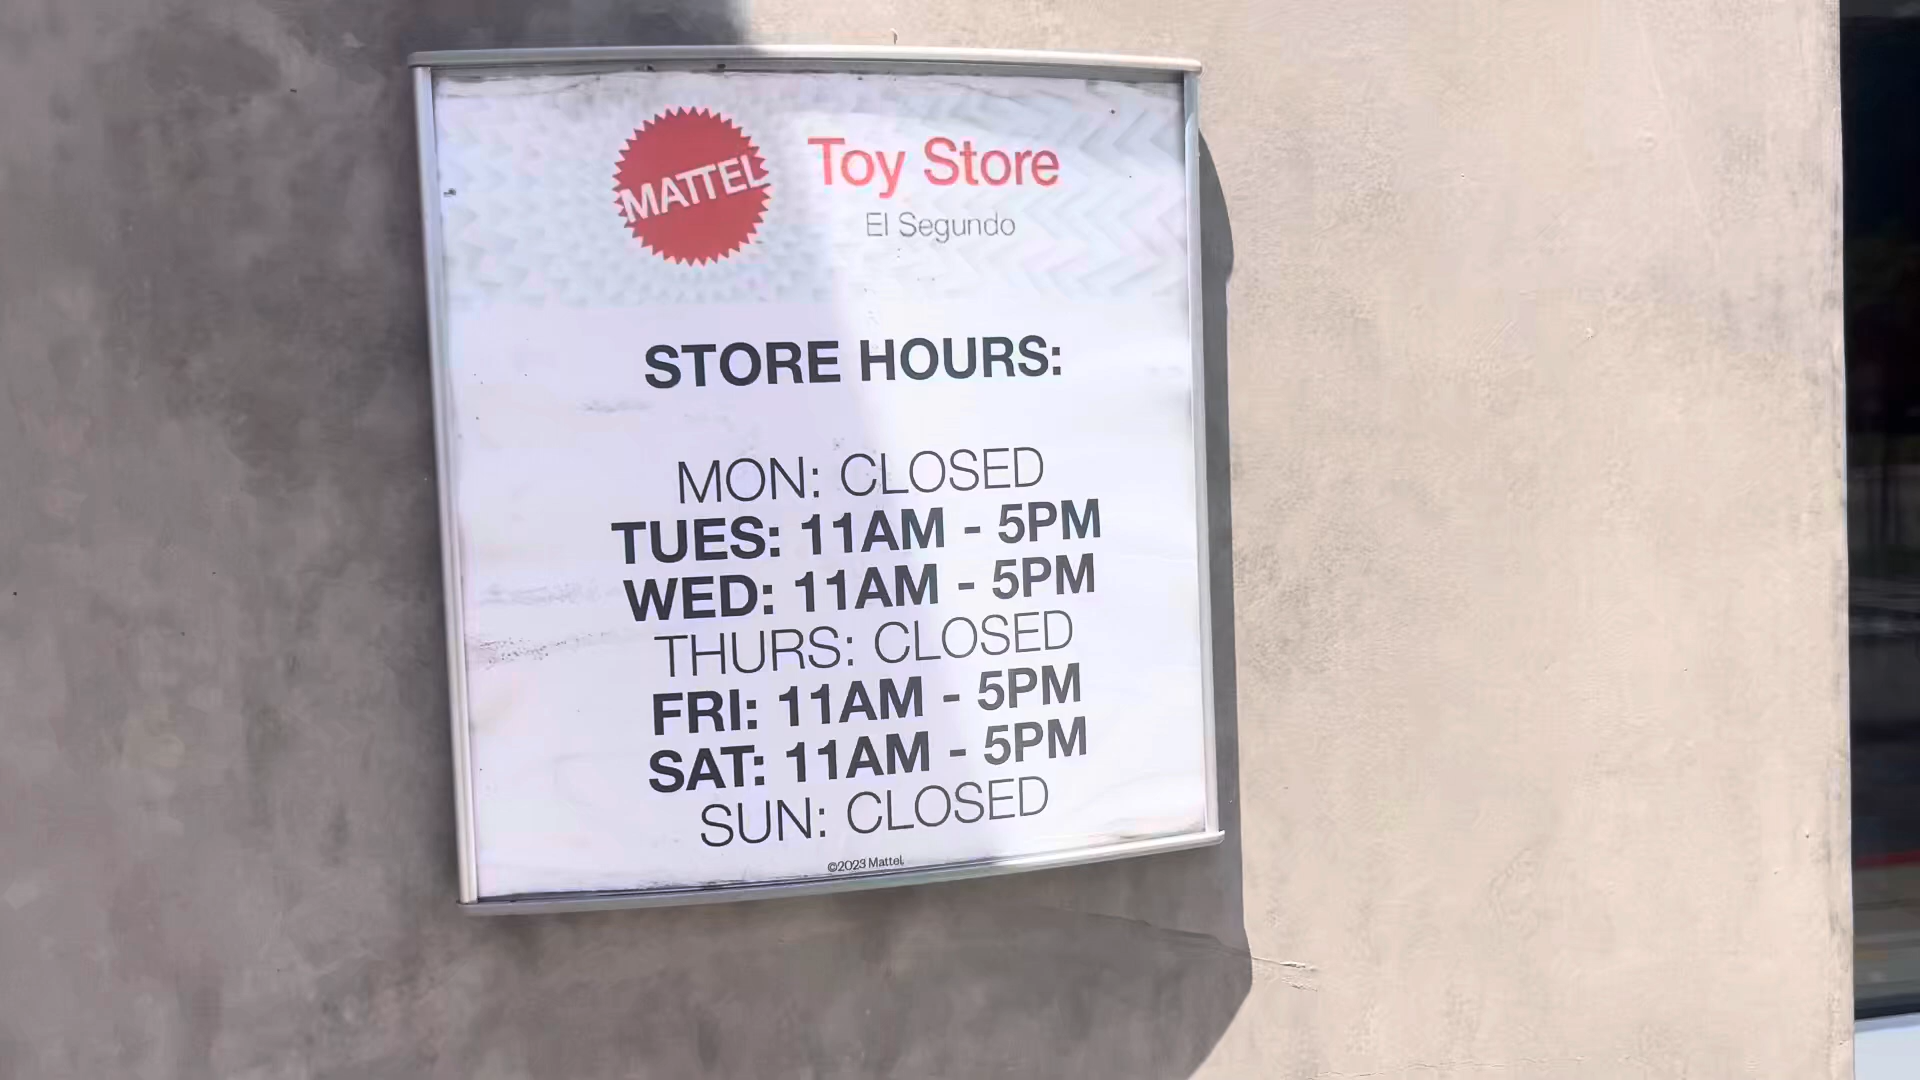 MATTEL
Toy Store
El Segundo
STORE HOURS:
MON: CLOSED
TUES: 11AM - 5PM
WED: 11AM - 5PM
THURS: CLOSED
FRI: 11AM - 5PM
SAT: 11AM - 5PM
SUN: CLOSED
©2023 Mattel